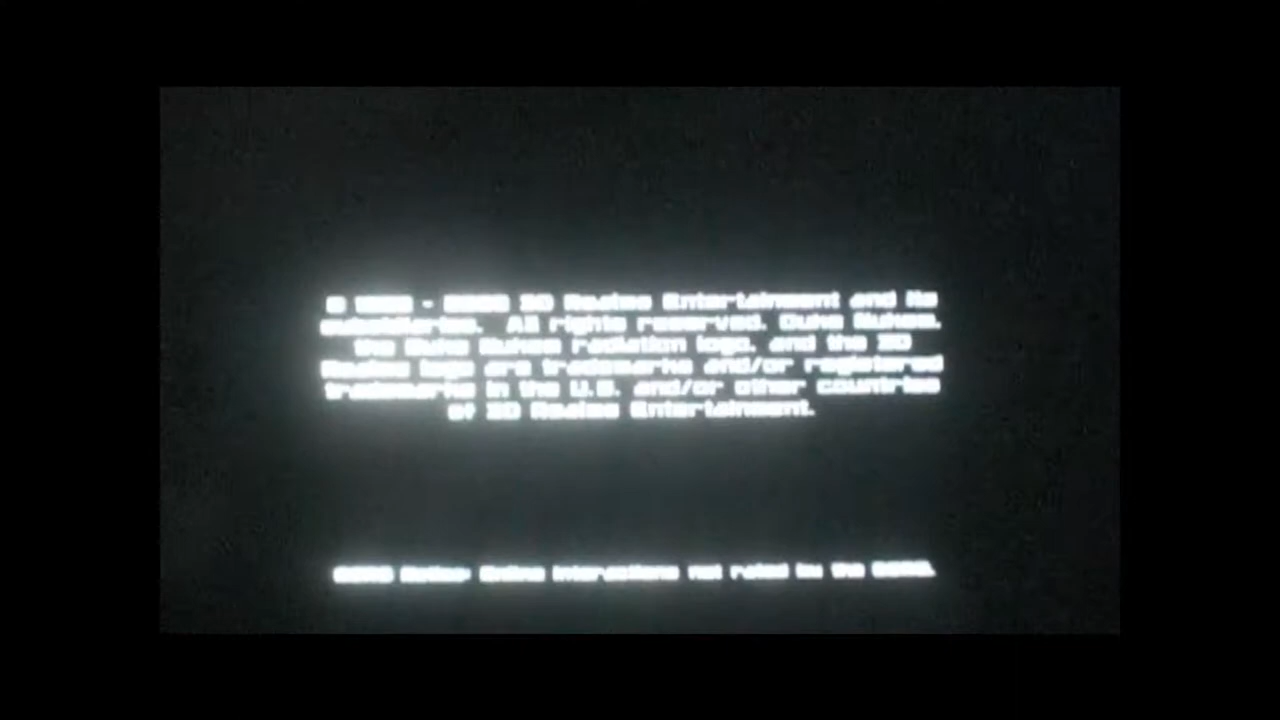 3D Realms Entertainment and its
subsidiaries. All rights reserved. Duke Nukem,
the Duke Nukem radiation logo, and the 3D
Realms logo are trademarks and/or registered
trademarks in the U.S. and/or other countries
of 3D Realms Entertainment.
Notice: Online Interactions not rated by the ESRB.